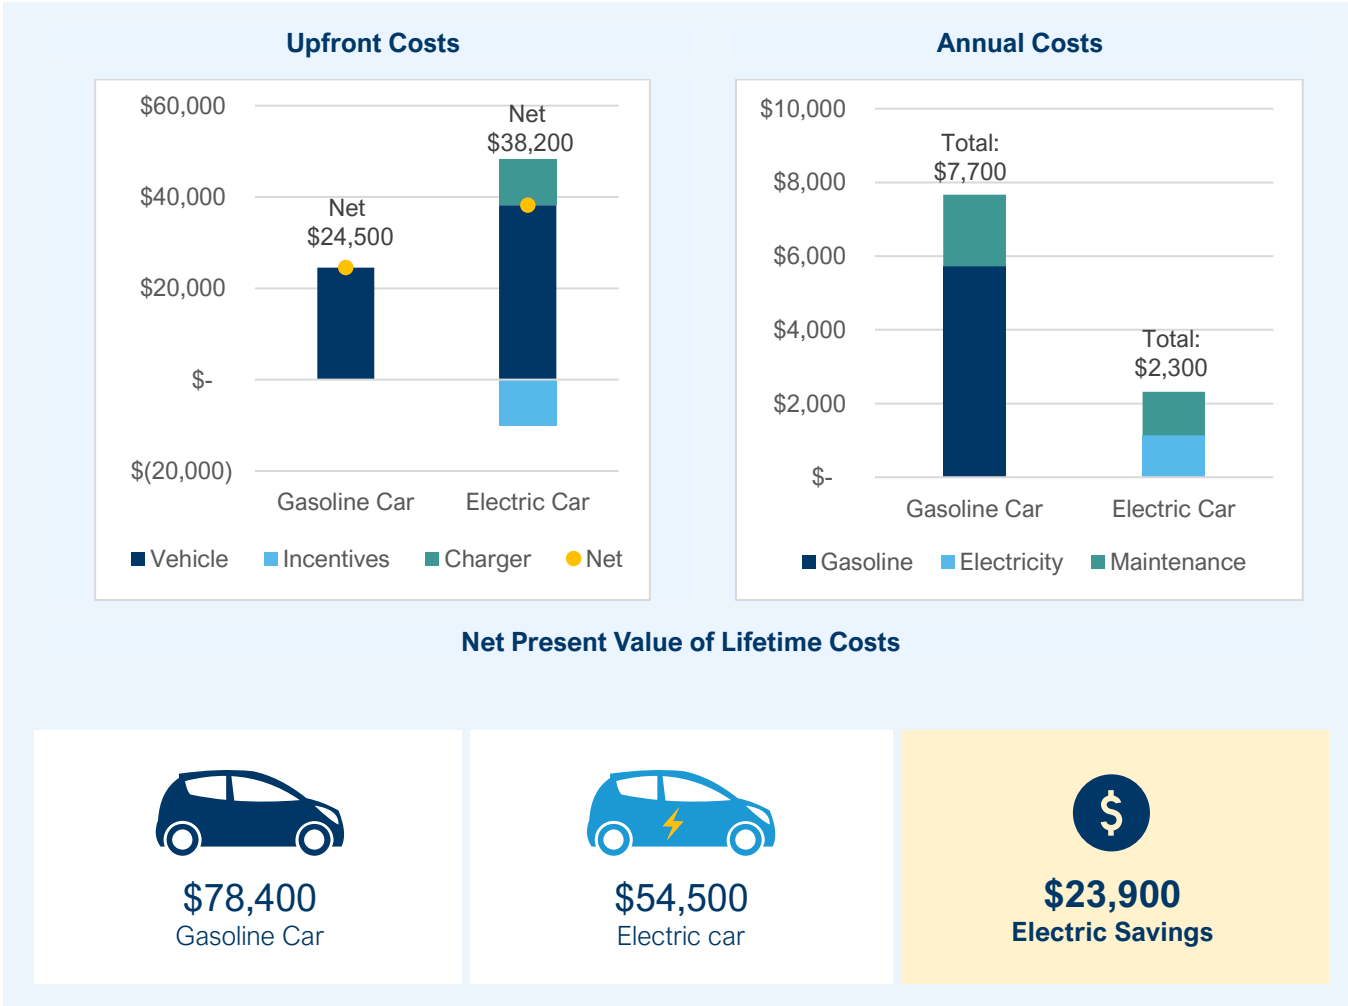 Upfront Costs
$60,000
$40,000
$20,000
$-
$(20,000)
Net
$24,500
Net
$38,200
Gasoline Car
Electric Car
Vehicle
Incentives
Charger
Net
Annual Costs
$10,000
$8,000
$6,000
$4,000
$2,000
$-
Total:
$7,700
Total:
$2,300
Gasoline Car
Electric Car
Gasoline
Electricity
Maintenance
Net Present Value of Lifetime Costs
$78,400
Gasoline Car
$54,500
Electric car
$
$23,900
Electric Savings